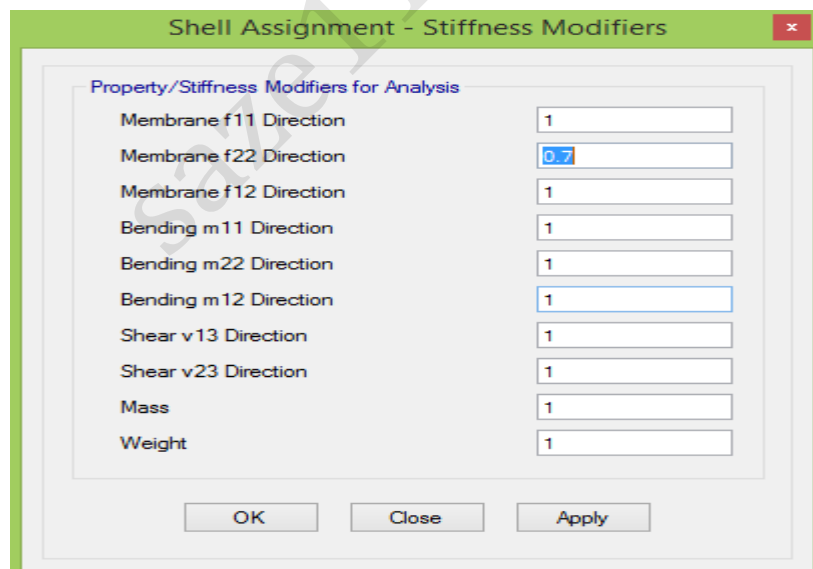 Shell Assignment - Stiffness Modifiers
x
Property/Stiffness Modifiers for Analysis
Membrane f11 Direction 1
Membrane f22 Direction 0.7
Membrane f12 Direction 1
Bending m11 Direction 1
Bending m22 Direction 1
Bending m12 Direction 1
Shear v13 Direction 1
Shear v23 Direction 1
Mass 1
Weight 1
OK Close Apply